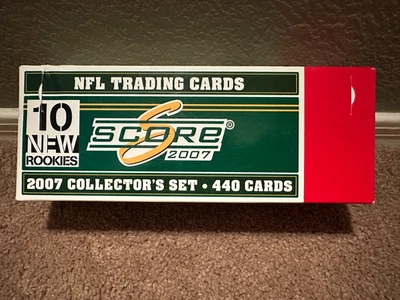 NFL TRADING CARDS
10
NEW
ROOKIES
SCORE®
S
2007
2007 COLLECTOR'S SET • 440 CARDS